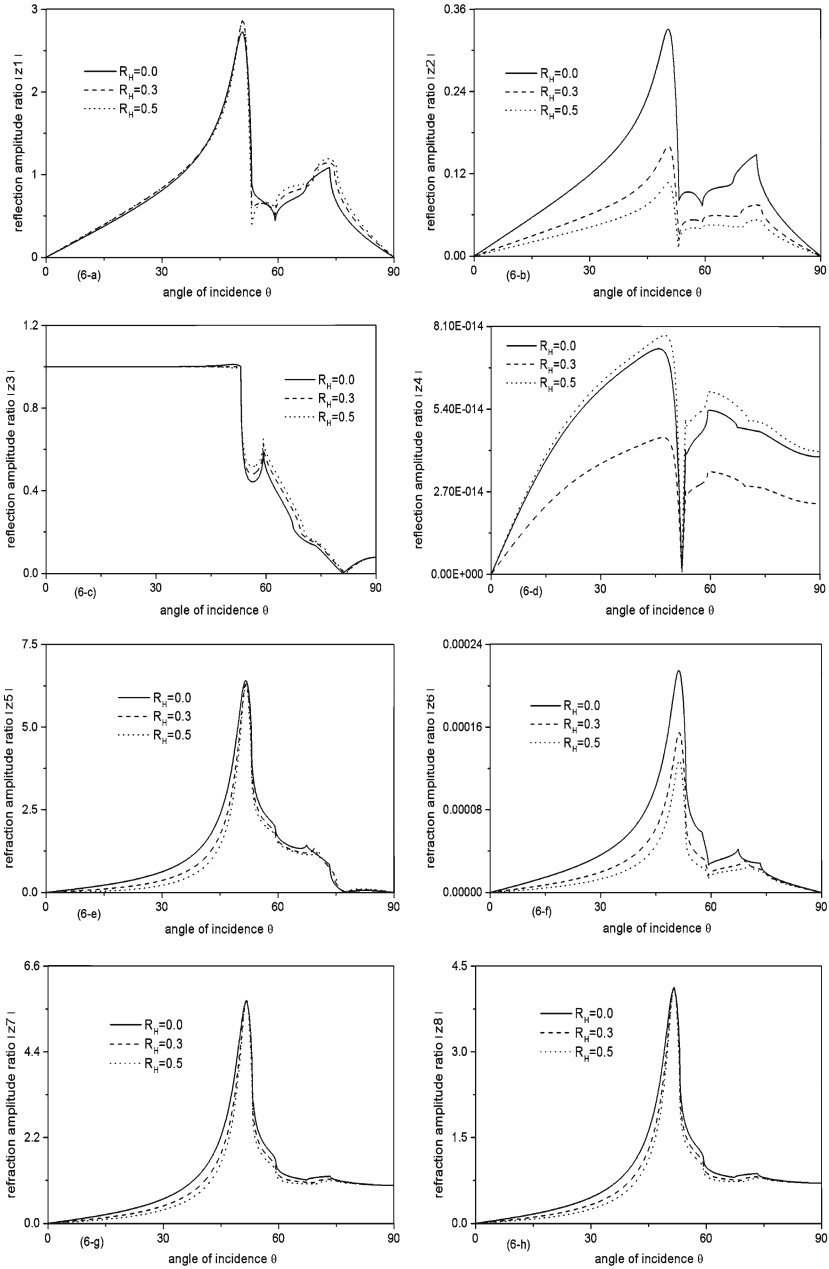 3
2
1
0
reflection amplitude ratio | z1 |
R_H=0.0
R_H=0.3
R_H=0.5
0 30 60 90
(6-a)
angle of incidence θ
0.36
0.24
0.12
0.00
reflection amplitude ratio | z2 |
R_H=0.0
R_H=0.3
R_H=0.5
0 30 60 90
(6-b)
angle of incidence θ
1.2
0.8
0.4
0.0
reflection amplitude ratio | z3 |
R_H=0.0
R_H=0.3
R_H=0.5
0 30 60 90
(6-c)
angle of incidence θ
8.10E-014
5.40E-014
2.70E-014
0.00E+000
reflection amplitude ratio | z4 |
R_H=0.0
R_H=0.3
R_H=0.5
0 30 60 90
(6-d)
angle of incidence θ
7.5
5.0
2.5
0.0
refraction amplitude ratio | z5 |
R_H=0.0
R_H=0.3
R_H=0.5
0 30 60 90
(6-e)
angle of incidence θ
0.00024
0.00016
0.00008
0.00000
refraction amplitude ratio | z6 |
R_H=0.0
R_H=0.3
R_H=0.5
0 30 60 90
(6-f)
angle of incidence θ
6.6
4.4
2.2
0.0
refraction amplitude ratio | z7 |
R_H=0.0
R_H=0.3
R_H=0.5
0 30 60 90
(6-g)
angle of incidence θ
4.5
3.0
1.5
0.0
refraction amplitude ratio | z8 |
R_H=0.0
R_H=0.3
R_H=0.5
0 30 60 90
(6-h)
angle of incidence θ